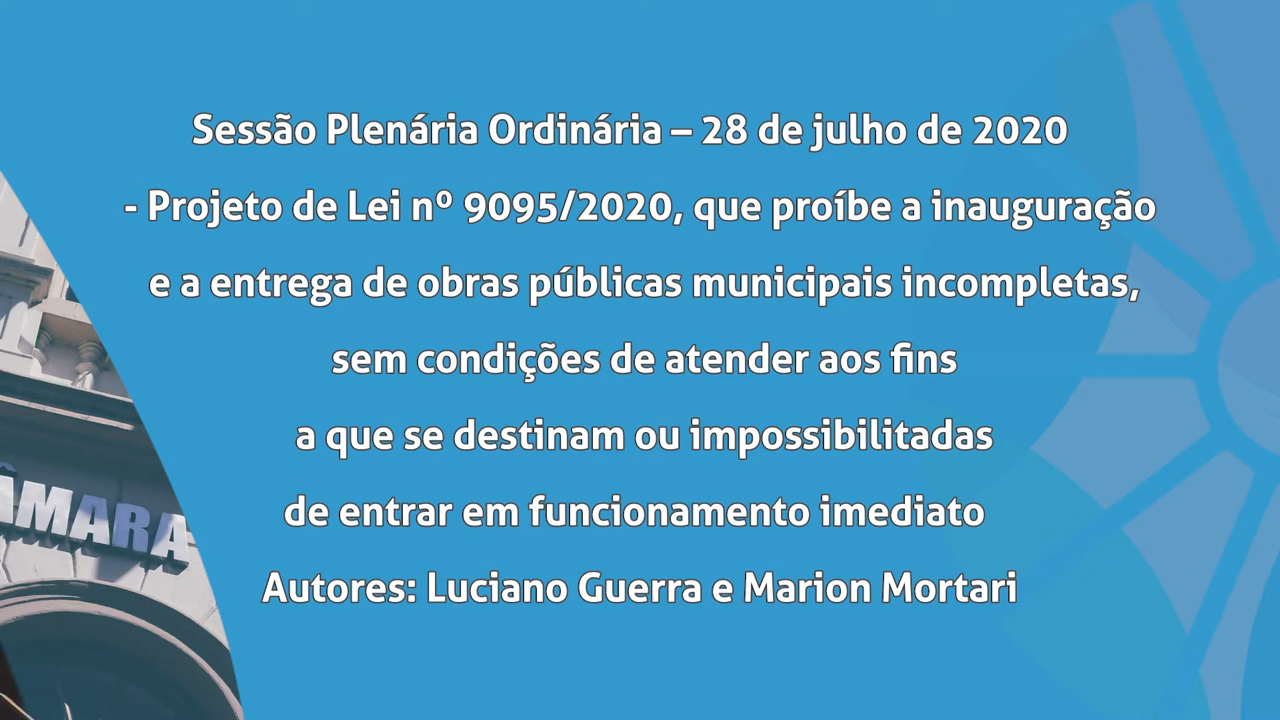 Sessão Plenária Ordinária – 28 de julho de 2020
- Projeto de Lei nº 9095/2020, que proíbe a inauguração
e a entrega de obras públicas municipais incompletas,
sem condições de atender aos fins
a que se destinam ou impossibilitadas
de entrar em funcionamento imediato
Autores: Luciano Guerra e Marion Mortari
ÂMARA